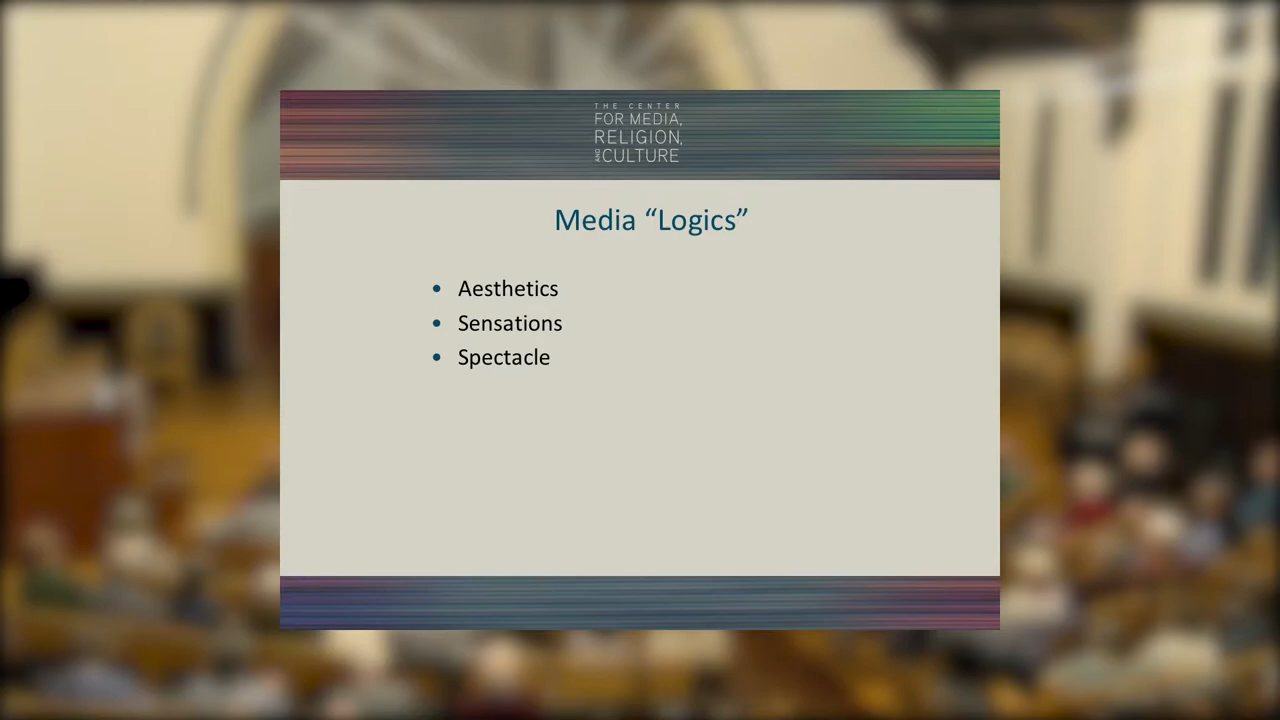 THE CENTER
FOR MEDIA,
RELIGION,
AND CULTURE
Media “Logics”
• Aesthetics
• Sensations
• Spectacle